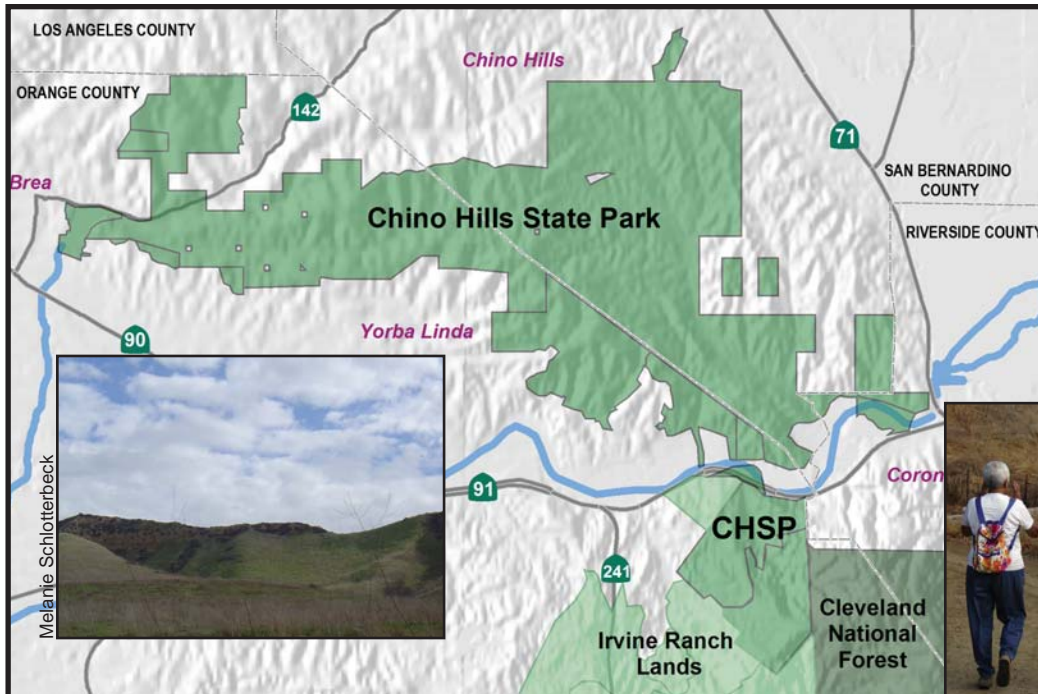 LOS ANGELES COUNTY
Chino Hills
ORANGE COUNTY
142
71
SAN BERNARDINO
COUNTY
Brea
Chino Hills State Park
RIVERSIDE COUNTY
Yorba Linda
90
Coron
91
CHSP
241
Cleveland
National
Forest
Irvine Ranch
Lands
Melanie Schlotterbeck